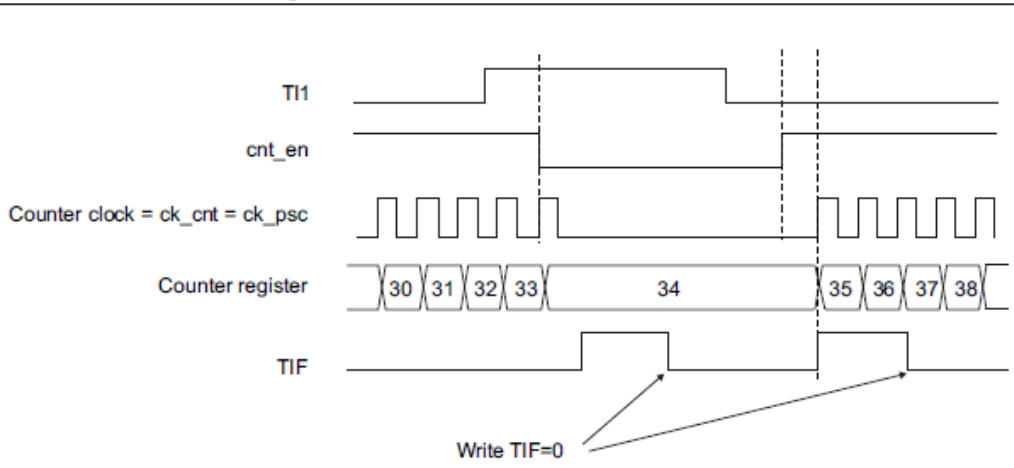 TI1
cnt_en
Counter clock = ck_cnt = ck_psc
Counter register 30 31 32 33 34 35 36 37 38
TIF
Write TIF=0